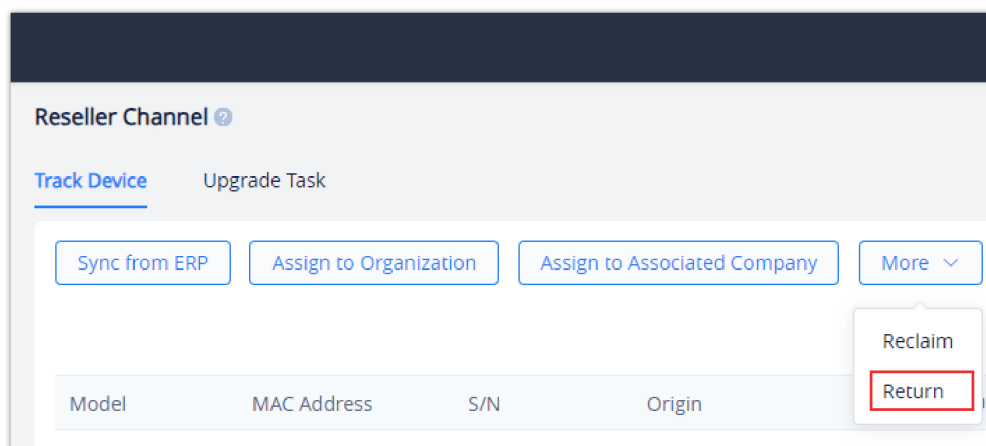 Reseller Channel ?
Track Device Upgrade Task
Sync from ERP Assign to Organization Assign to Associated Company More
Reclaim
Return
Model MAC Address S/N Origin